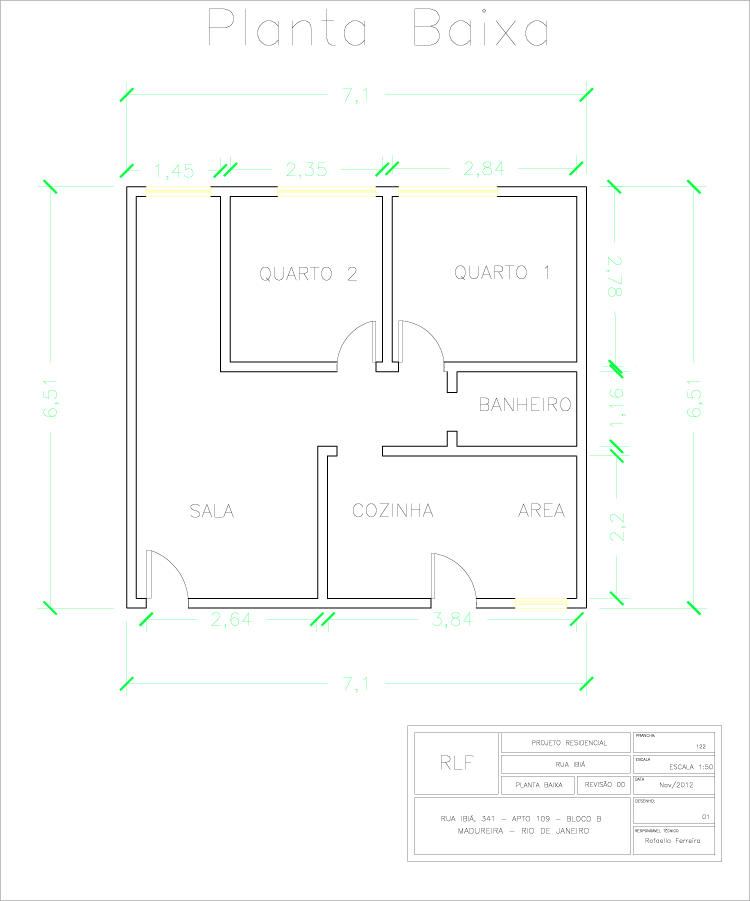 Planta Baixa
7,1
1,45
2,35
2,84
QUARTO 2
QUARTO 1
2,78
6,51
6,51
BANHEIRO
1,16
SALA
COZINHA
AREA
2,2
2,64
3,84
7,1
RLF
PROJETO RESIDENCIAL
RUA IBIÁ
PLANTA BAIXA
REVISÃO 00
PRANCHA:
122
ESCALA
ESCALA 1:50
DATA
Nov/2012
DESENHO:
01
RUA IBIÁ, 341 – APTO 109 – BLOCO B
MADUREIRA – RIO DE JANEIRO
RESPONSÁVEL TÉCNICO
Rafaella Ferreira